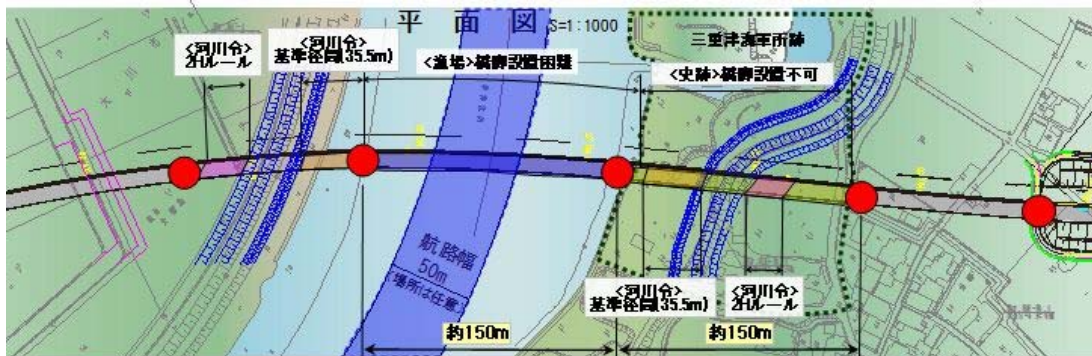 平面図 S=1:1000
<河川令>
2Hルール
<河川令>
基準径間(35.5m)
<漁場>橋脚設置困難
三重津海軍所跡
<史跡>橋脚設置不可
航路幅
50m
(場所は任意)
<河川令>
基準径間(35.5m)
<河川令>
2Hルール
約150m
約150m